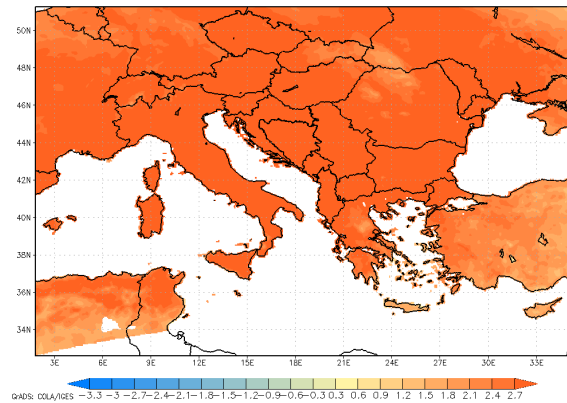 50N
48N
46N
44N
42N
40N
38N
36N
34N
3E 6E 9E 12E 15E 18E 21E 24E 27E 30E 33E
-3.3 -3 -2.7 -2.4 -2.1 -1.8 -1.5 -1.2 -0.9 -0.6 -0.3 0.3 0.6 0.9 1.2 1.5 1.8 2.1 2.4 2.7
GrADS: COLA/IGES